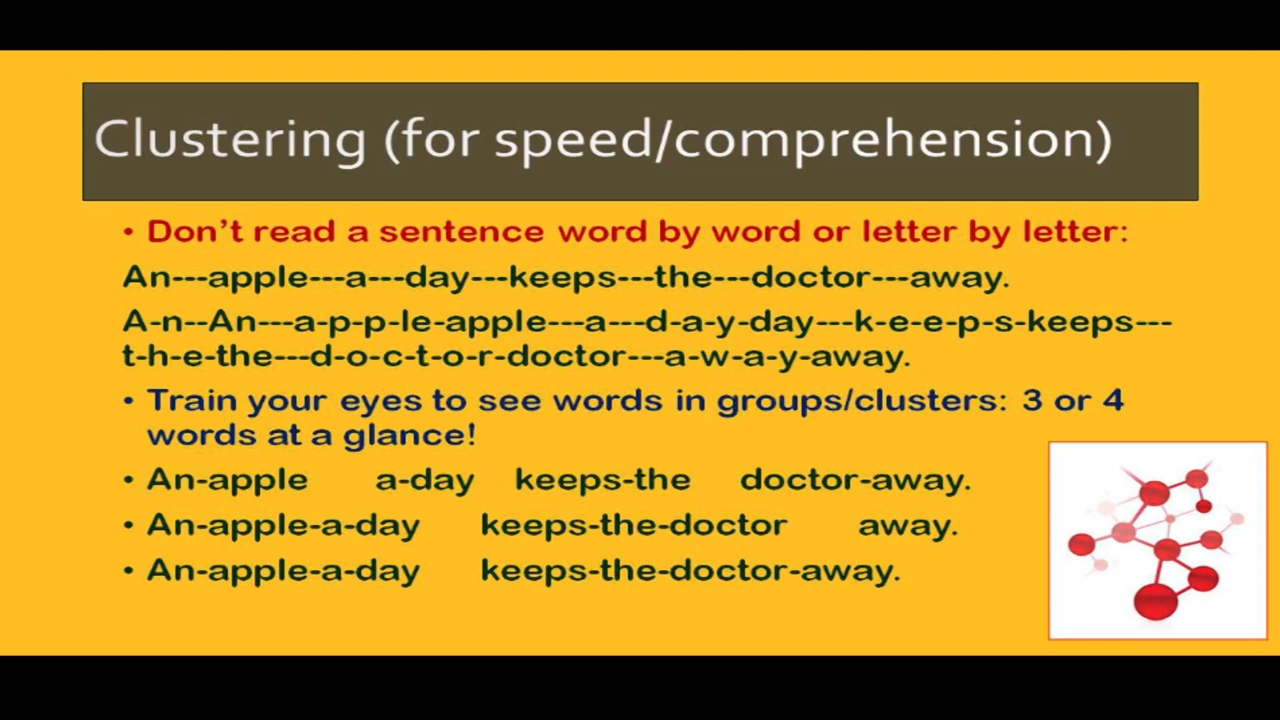 Clustering (for speed/comprehension)
• Don't read a sentence word by word or letter by letter:
An---apple---a---day---keeps---the---doctor---away.
A-n--An---a-p-p-le-apple---a---d-a-y-day---k-e-e-p-s-keeps---
t-h-e-the---d-o-c-t-o-r-doctor---a-w-a-y-away.
• Train your eyes to see words in groups/clusters: 3 or 4
words at a glance!
• An-apple a-day keeps-the doctor-away.
• An-apple-a-day keeps-the-doctor away.
• An-apple-a-day keeps-the-doctor-away.